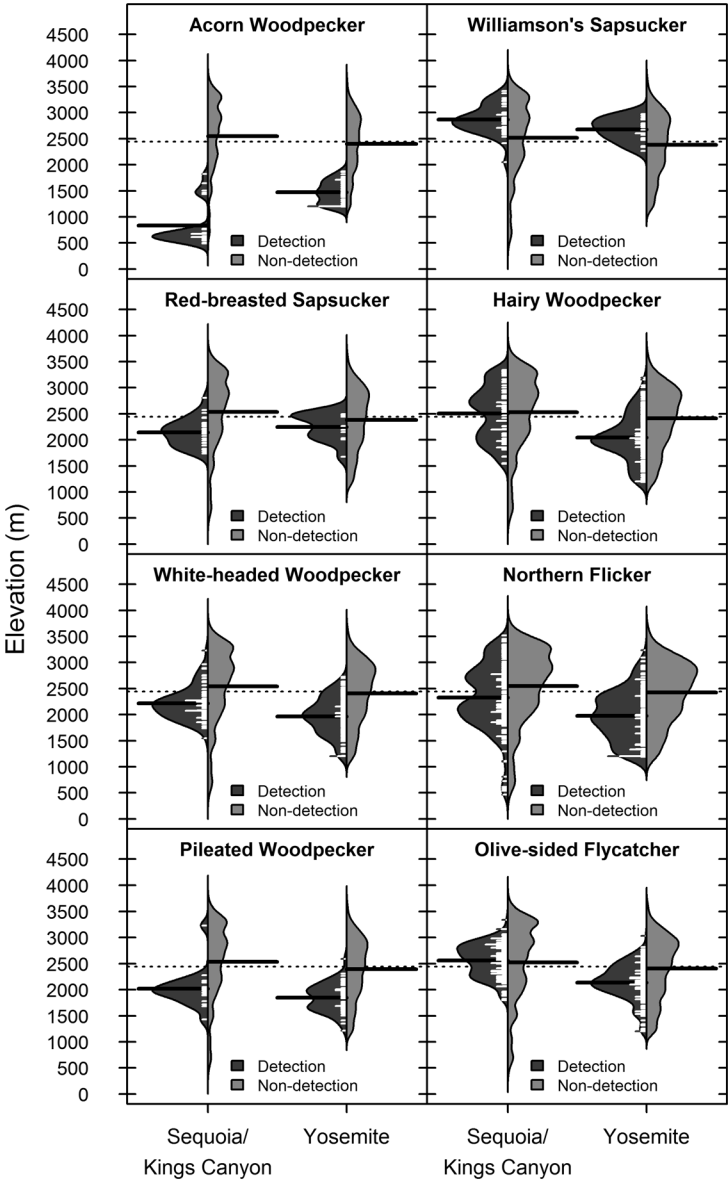 Elevation (m)
Acorn Woodpecker
Williamson's Sapsucker
4500
4000
3500
3000
2500
2000
1500
1000
500
0
Detection
Non-detection
Detection
Non-detection
Red-breasted Sapsucker
Hairy Woodpecker
4500
4000
3500
3000
2500
2000
1500
1000
500
0
Detection
Non-detection
Detection
Non-detection
White-headed Woodpecker
Northern Flicker
4500
4000
3500
3000
2500
2000
1500
1000
500
0
Detection
Non-detection
Detection
Non-detection
Pileated Woodpecker
Olive-sided Flycatcher
4500
4000
3500
3000
2500
2000
1500
1000
500
0
Detection
Non-detection
Detection
Non-detection
Sequoia/
Kings Canyon
Yosemite
Sequoia/
Kings Canyon
Yosemite